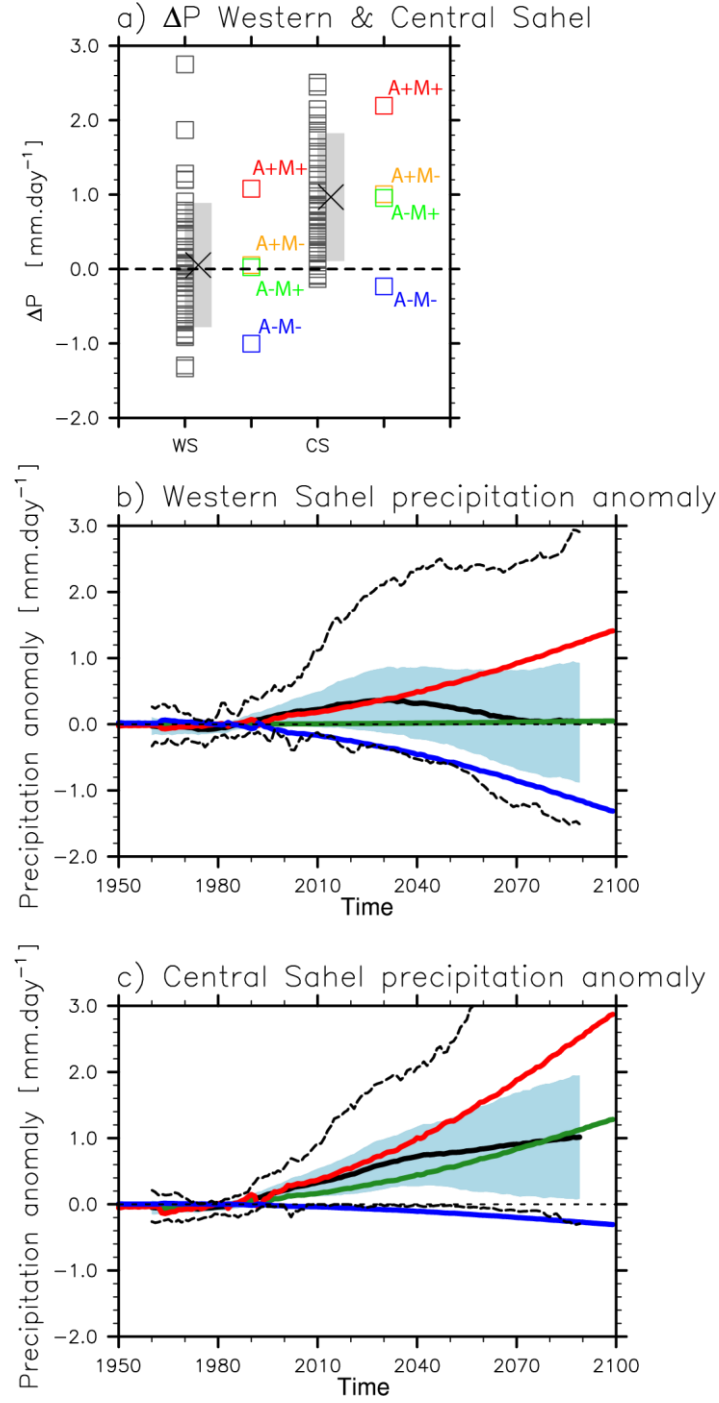 a) ΔP Western & Central Sahel
ΔP [mm.day⁻¹]
3.0
2.0
1.0
0.0
-1.0
-2.0
A+M+
A+M-
A-M+
A-M-
A+M+
A+M-
A-M+
A-M-
WS
CS
b) Western Sahel precipitation anomaly
Precipitation anomaly [mm.day⁻¹]
3.0
2.0
1.0
0.0
-1.0
-2.0
1950 1980 2010 2040 2070 2100
Time
c) Central Sahel precipitation anomaly
Precipitation anomaly [mm.day⁻¹]
3.0
2.0
1.0
0.0
-1.0
-2.0
1950 1980 2010 2040 2070 2100
Time